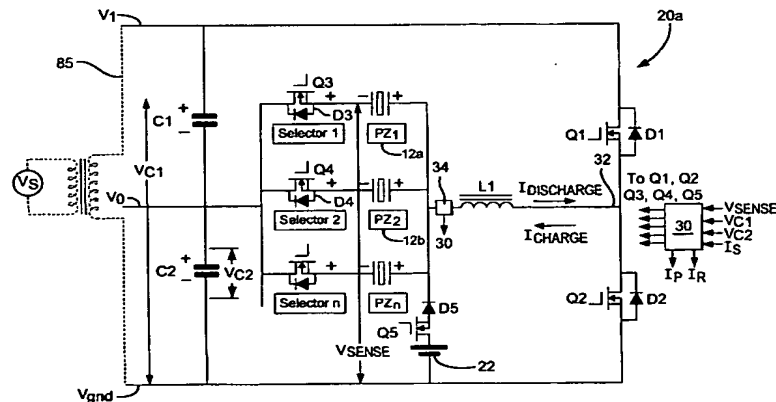 V1
20a
85
Q3
+
-
+
D3
C1
+
-
Selector 1
PZ1
12a
Q1
D1
VC1
VS
Q4
+
-
+
34
L1
IDISCHARGE
32
To Q1, Q2
Q3, Q4, Q5
V0
D4
Selector 2
PZ2
12b
30
ICHARGE
30
VSENSE
VC1
VC2
IS
IP
IR
C2
+
-
VC2
+
-
+
Selector n
PZn
D5
Q2
D2
Q5
VSENSE
22
Vgnd